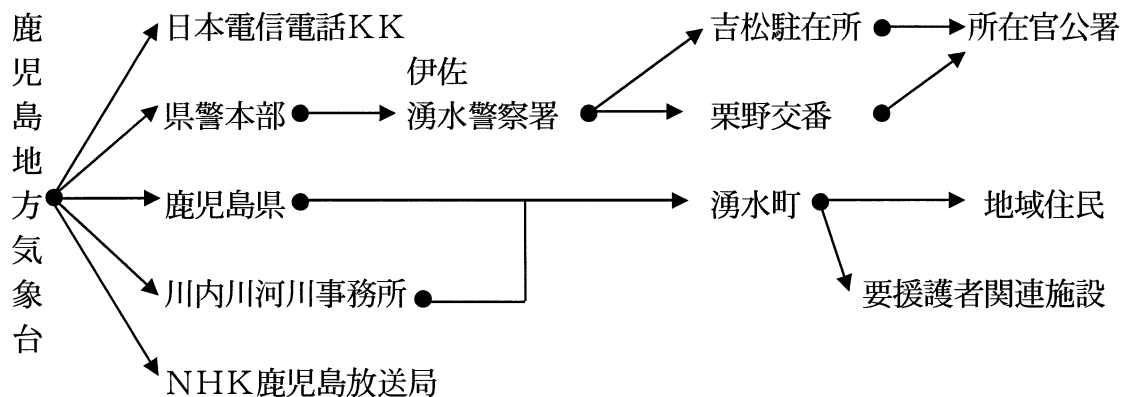 鹿児島地方気象台
日本電信電話KK
県警本部
鹿児島県
川内川河川事務所
NHK鹿児島放送局
伊佐
湧水警察署
吉松駐在所
栗野交番
湧水町
所在官公署
地域住民
要援護者関連施設